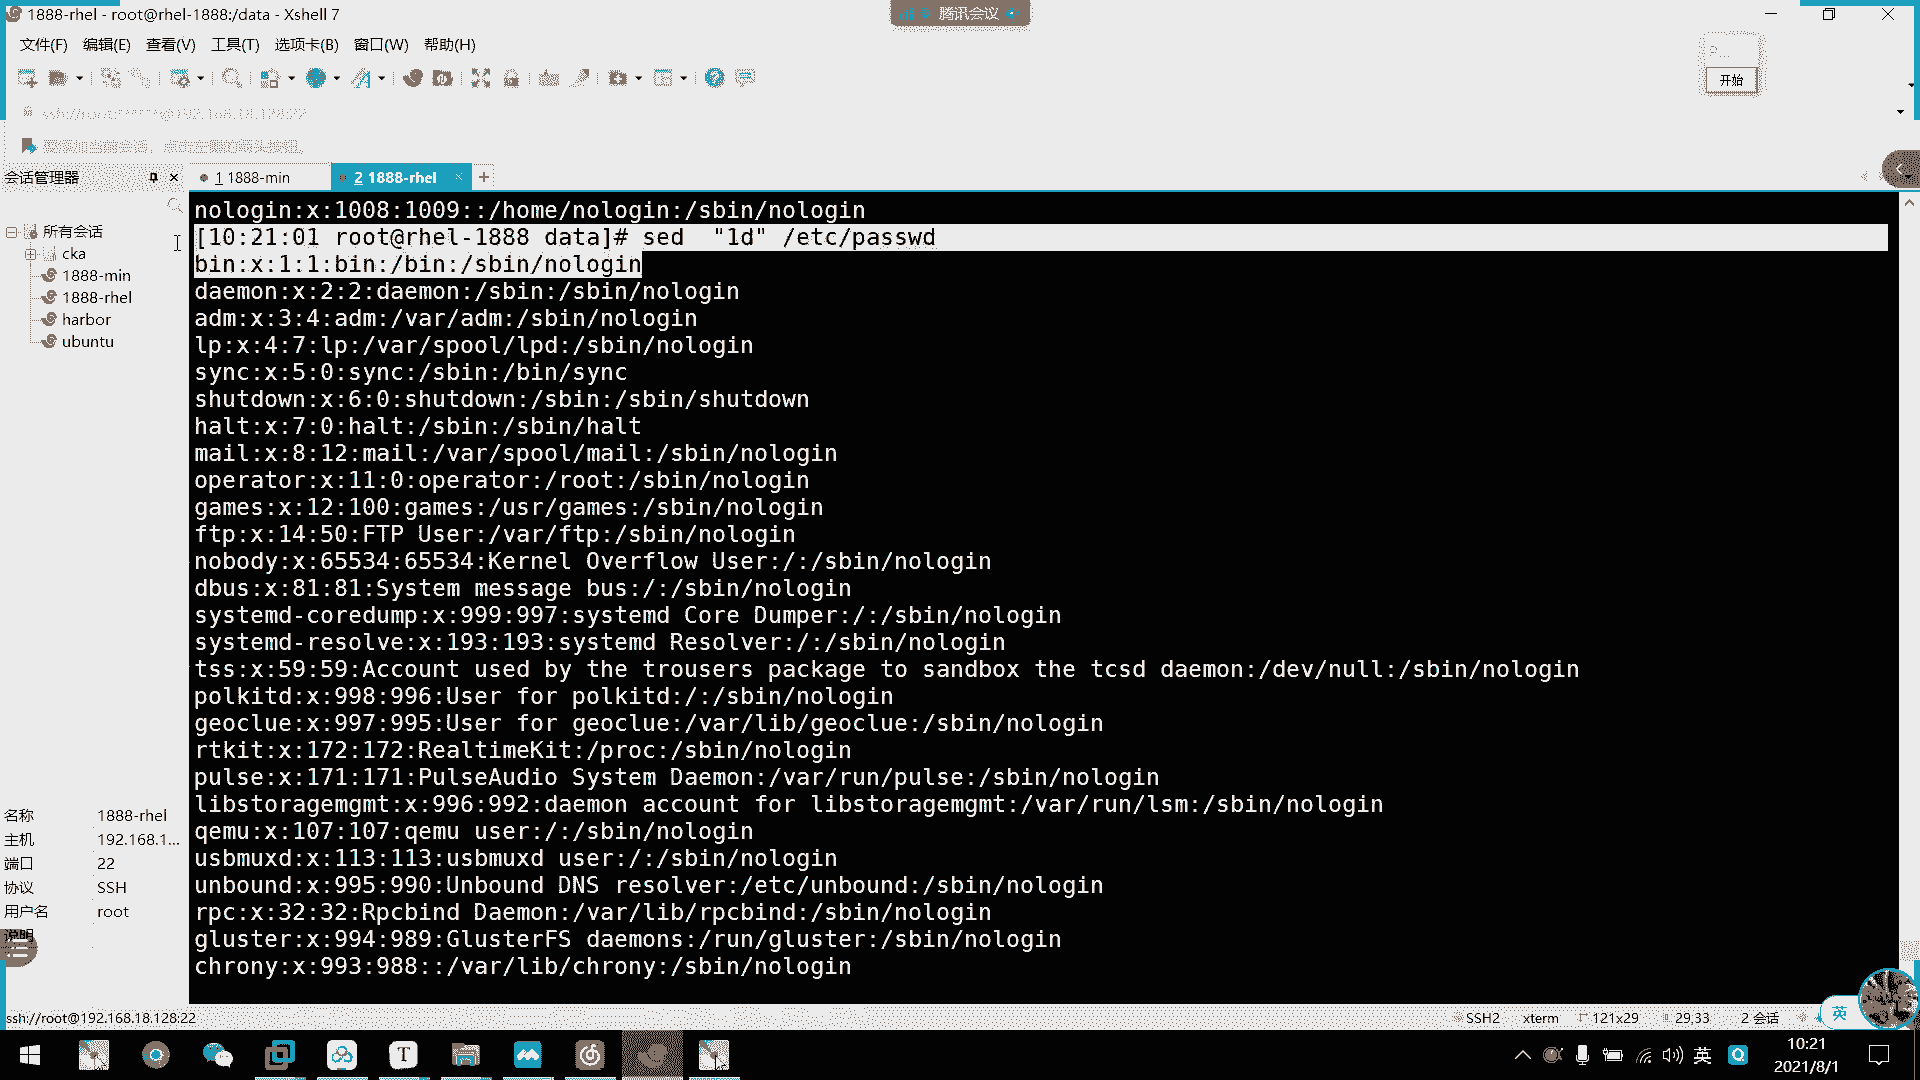 1888-rhel - root@rhel-1888:/data - Xshell 7
腾讯会议
文件(F) 编辑(E) 查看(V) 工具(T) 选项卡(B) 窗口(W) 帮助(H)
开始
会话管理器
1 1888-min
2 1888-rhel
所有会话
cka
1888-min
1888-rhel
harbor
ubuntu
nologin:x:1008:1009::/home/nologin:/sbin/nologin
[10:21:01 root@rhel-1888 data]# sed  "1d" /etc/passwd
bin:x:1:1:bin:/bin:/sbin/nologin
daemon:x:2:2:daemon:/sbin:/sbin/nologin
adm:x:3:4:adm:/var/adm:/sbin/nologin
lp:x:4:7:lp:/var/spool/lpd:/sbin/nologin
sync:x:5:0:sync:/sbin:/bin/sync
shutdown:x:6:0:shutdown:/sbin:/sbin/shutdown
halt:x:7:0:halt:/sbin:/sbin/halt
mail:x:8:12:mail:/var/spool/mail:/sbin/nologin
operator:x:11:0:operator:/root:/sbin/nologin
games:x:12:100:games:/usr/games:/sbin/nologin
ftp:x:14:50:FTP User:/var/ftp:/sbin/nologin
nobody:x:65534:65534:Kernel Overflow User:/:/sbin/nologin
dbus:x:81:81:System message bus:/:/sbin/nologin
systemd-coredump:x:999:997:systemd Core Dumper:/:/sbin/nologin
systemd-resolve:x:193:193:systemd Resolver:/:/sbin/nologin
tss:x:59:59:Account used by the trousers package to sandbox the tcsd daemon:/dev/null:/sbin/nologin
polkitd:x:998:996:User for polkitd:/:/sbin/nologin
geoclue:x:997:995:User for geoclue:/var/lib/geoclue:/sbin/nologin
rtkit:x:172:172:RealtimeKit:/proc:/sbin/nologin
pulse:x:171:171:PulseAudio System Daemon:/var/run/pulse:/sbin/nologin
libstoragemgmt:x:996:992:daemon account for libstoragemgmt:/var/run/lsm:/sbin/nologin
qemu:x:107:107:qemu user:/:/sbin/nologin
usbmuxd:x:113:113:usbmuxd user:/:/sbin/nologin
unbound:x:995:990:Unbound DNS resolver:/etc/unbound:/sbin/nologin
rpc:x:32:32:Rpcbind Daemon:/var/lib/rpcbind:/sbin/nologin
gluster:x:994:989:GlusterFS daemons:/run/gluster:/sbin/nologin
chrony:x:993:988::/var/lib/chrony:/sbin/nologin
名称 1888-rhel
主机 192.168.1...
端口 22
协议 SSH
用户名 root
说明
ssh://root@192.168.18.128:22
SSH2 xterm 121x29 29,33 2 会话
英
英
10:21
2021/8/1